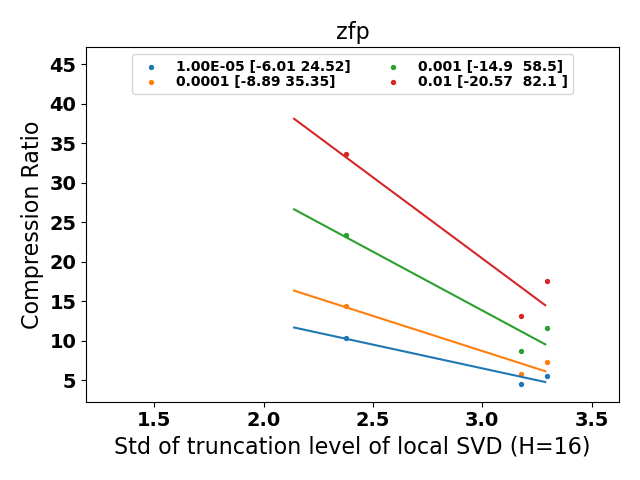 zfp
1.00E-05 [-6.01 24.52]
0.0001 [-8.89 35.35]
0.001 [-14.9  58.5]
0.01 [-20.57  82.1 ]
Compression Ratio
45
40
35
30
25
20
15
10
5
1.5 2.0 2.5 3.0 3.5
Std of truncation level of local SVD (H=16)